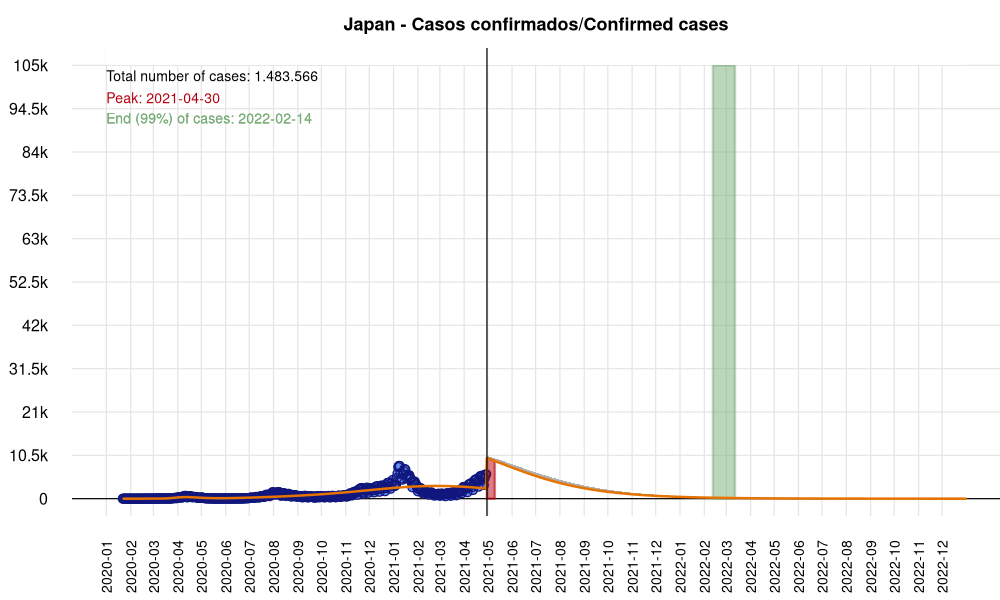 Japan - Casos confirmados/Confirmed cases
Total number of cases: 1.483.566
Peak: 2021-04-30
End (99%) of cases: 2022-02-14
105k
94.5k
84k
73.5k
63k
52.5k
42k
31.5k
21k
10.5k
0
2020-01
2020-02
2020-03
2020-04
2020-05
2020-06
2020-07
2020-08
2020-09
2020-10
2020-11
2020-12
2021-01
2021-02
2021-03
2021-04
2021-05
2021-06
2021-07
2021-08
2021-09
2021-10
2021-11
2021-12
2022-01
2022-02
2022-03
2022-04
2022-05
2022-06
2022-07
2022-08
2022-09
2022-10
2022-11
2022-12